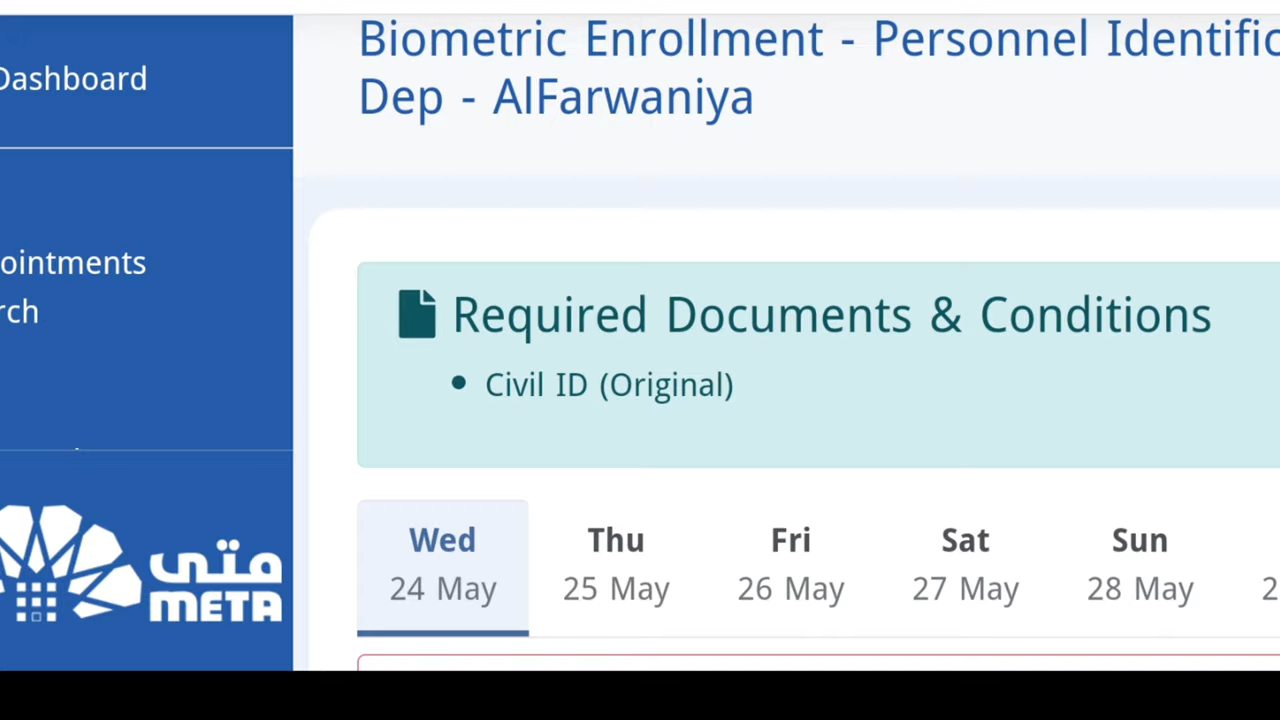 Dashboard
Biometric Enrollment - Personnel Identific
Dep - AlFarwaniya
ointments
rch
Required Documents & Conditions
• Civil ID (Original)
متى
META
Wed
24 May
Thu
25 May
Fri
26 May
Sat
27 May
Sun
28 May
2